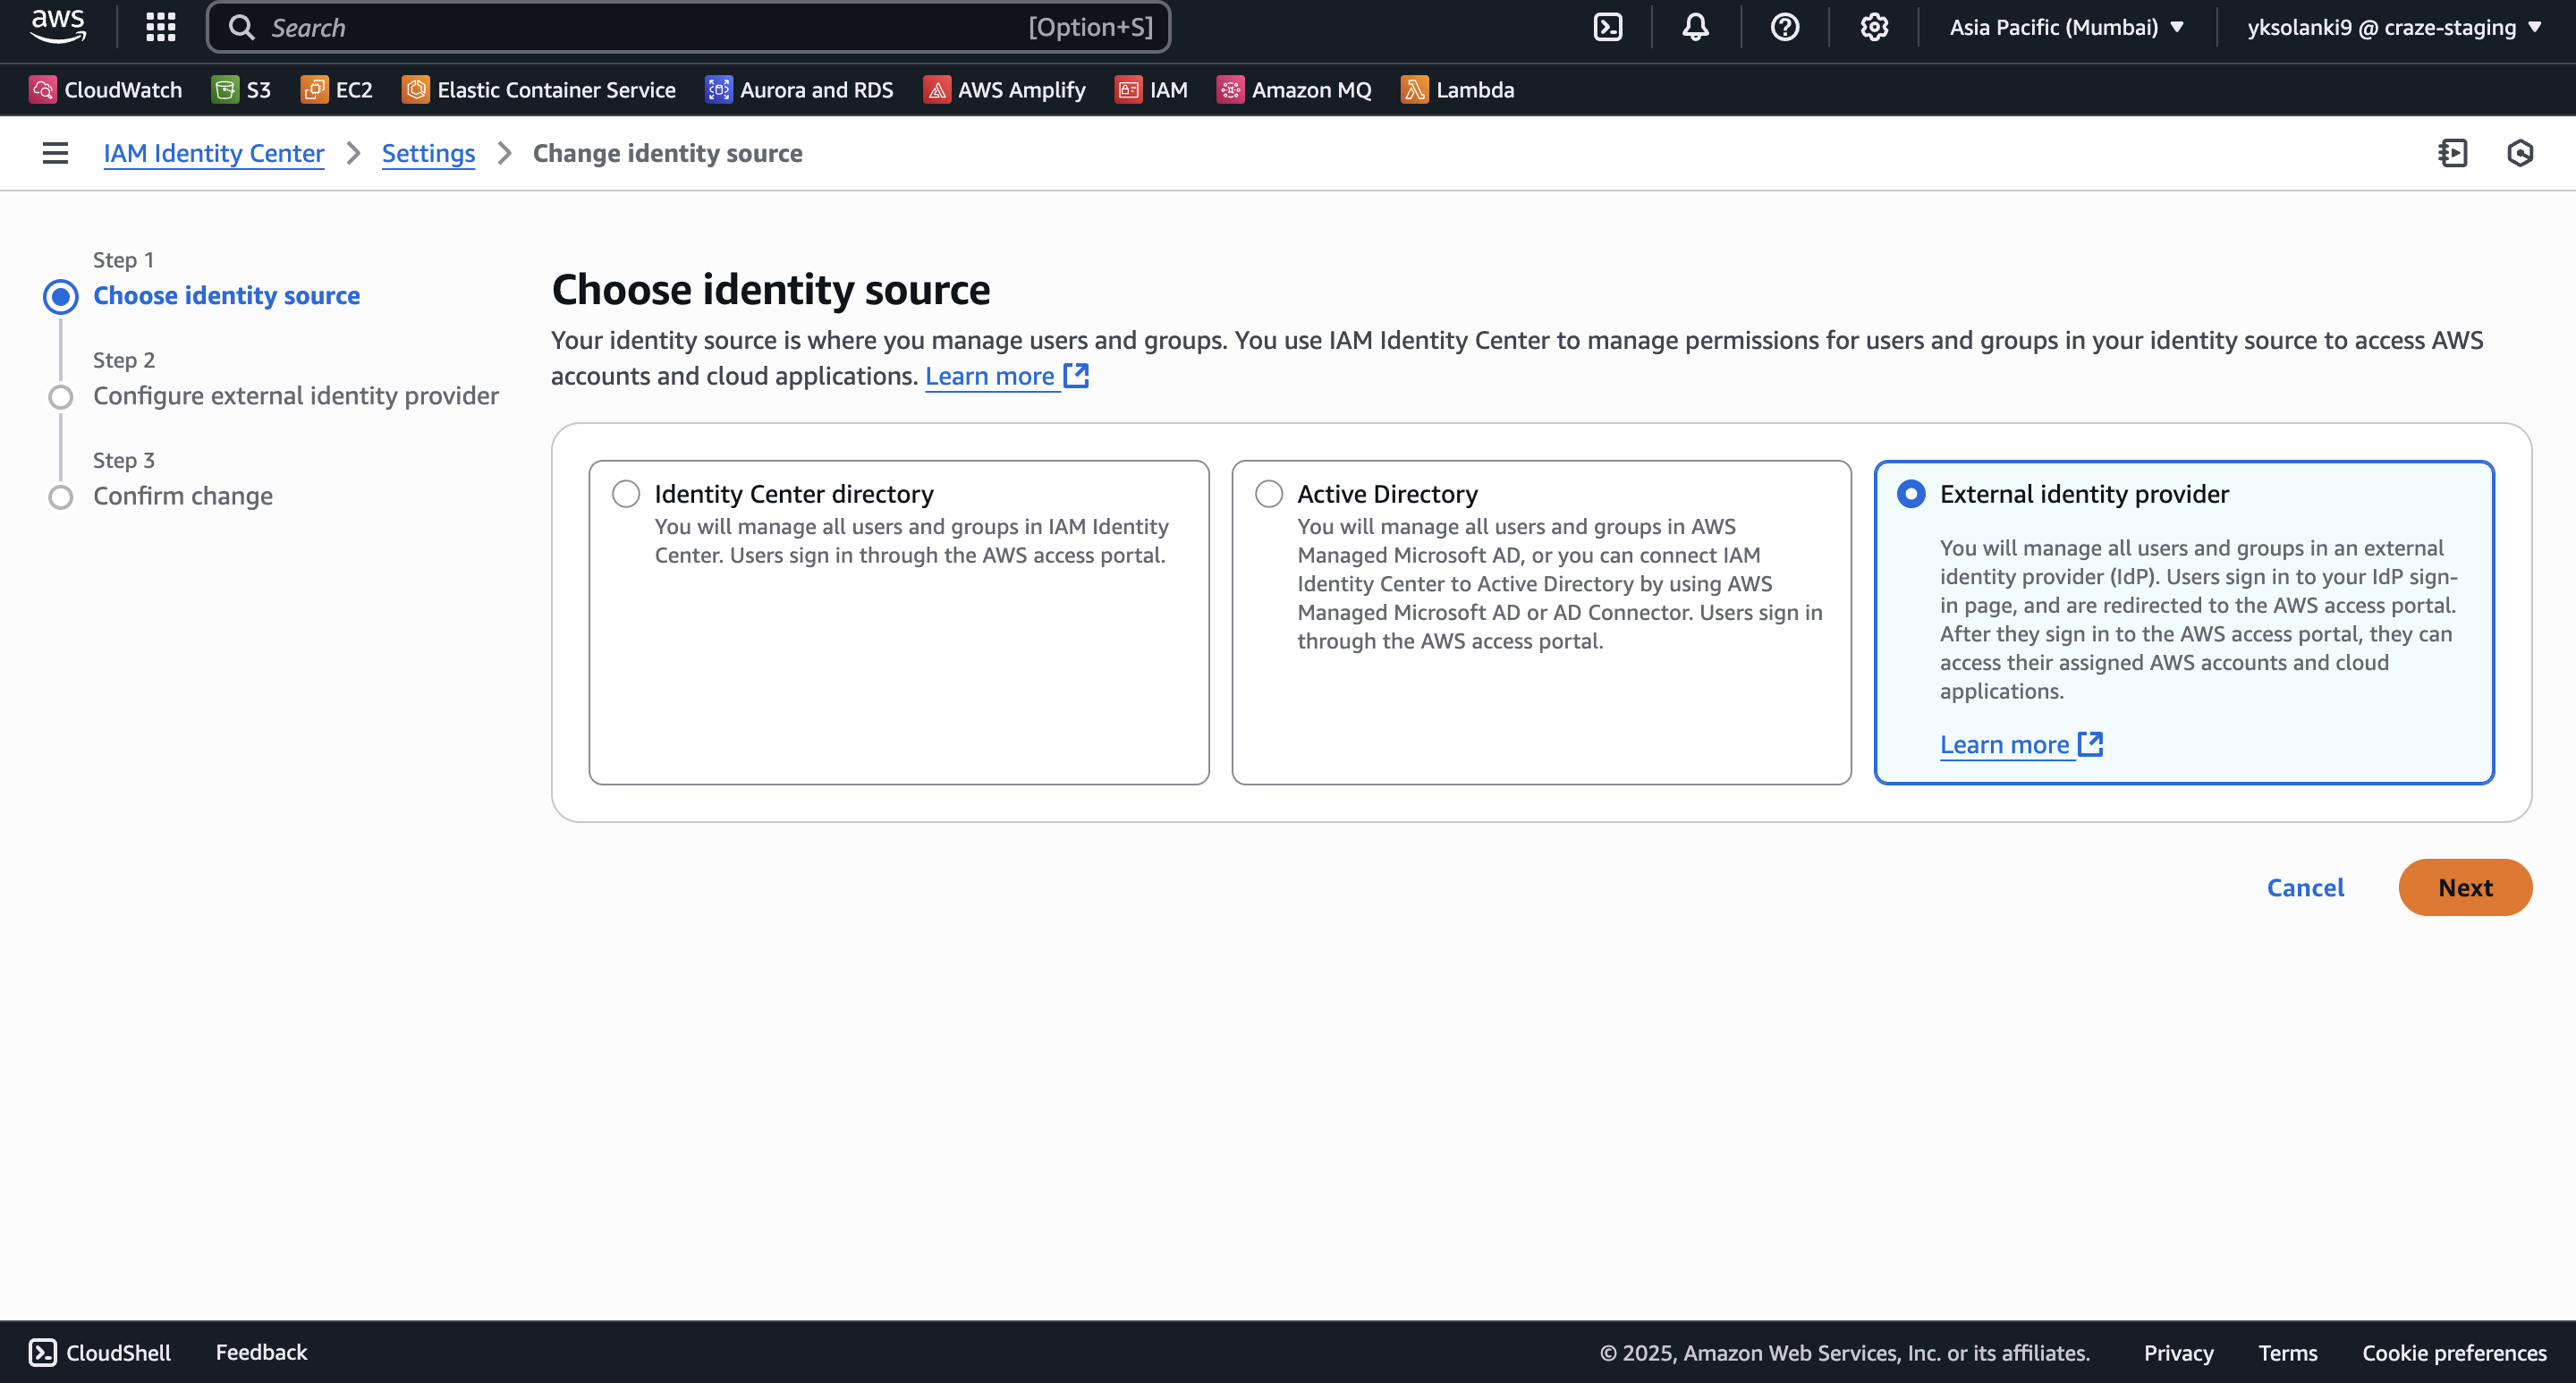 aws
Search [Option+S]
Asia Pacific (Mumbai)
yksolanki9 @ craze-staging
CloudWatch
S3
EC2
Elastic Container Service
Aurora and RDS
AWS Amplify
IAM
Amazon MQ
Lambda
IAM Identity Center
Settings
Change identity source
Step 1
Choose identity source
Step 2
Configure external identity provider
Step 3
Confirm change
Choose identity source
Your identity source is where you manage users and groups. You use IAM Identity Center to manage permissions for users and groups in your identity source to access AWS
accounts and cloud applications. Learn more
Identity Center directory
You will manage all users and groups in IAM Identity
Center. Users sign in through the AWS access portal.
Active Directory
You will manage all users and groups in AWS
Managed Microsoft AD, or you can connect IAM
Identity Center to Active Directory by using AWS
Managed Microsoft AD or AD Connector. Users sign in
through the AWS access portal.
External identity provider
You will manage all users and groups in an external
identity provider (IdP). Users sign in to your IdP sign-
in page, and are redirected to the AWS access portal.
After they sign in to the AWS access portal, they can
access their assigned AWS accounts and cloud
applications.
Learn more
Cancel
Next
CloudShell
Feedback
© 2025, Amazon Web Services, Inc. or its affiliates.
Privacy
Terms
Cookie preferences